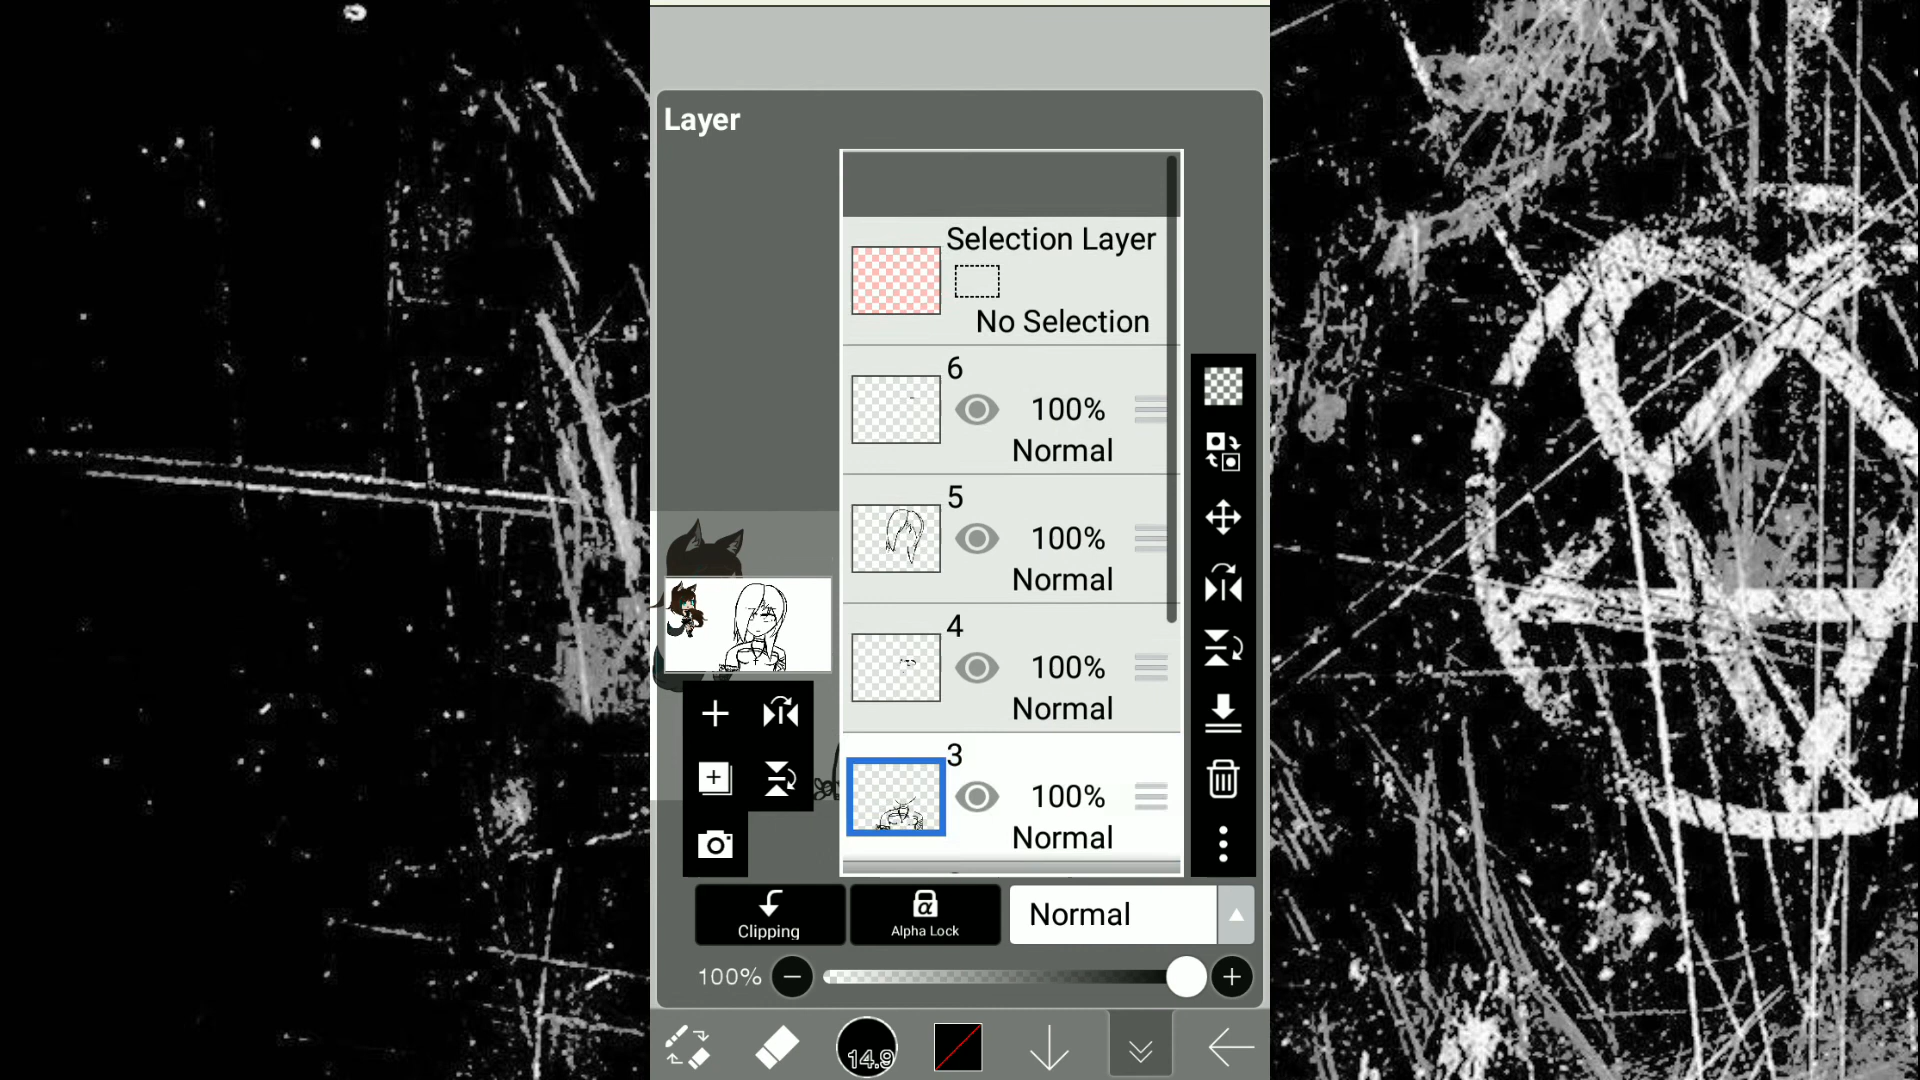 Layer
Selection Layer
No Selection
6
100%
Normal
5
100%
Normal
4
100%
Normal
3
100%
Normal
Clipping
α
Alpha Lock
Normal
100%
14.9